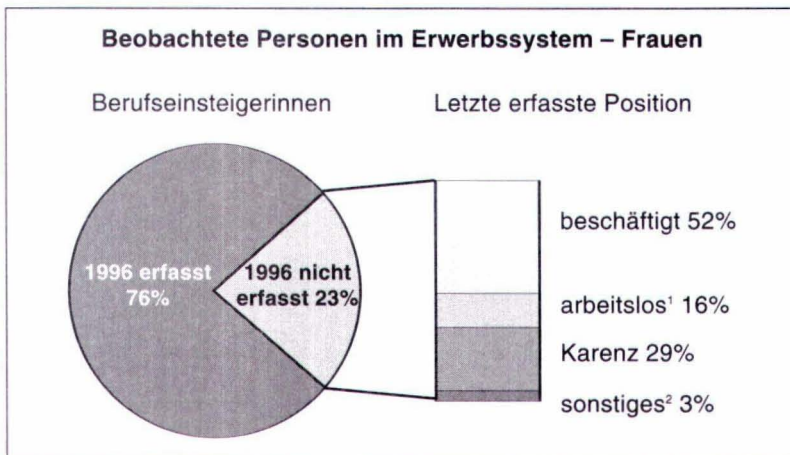 Beobachtete Personen im Erwerbssystem – Frauen
Berufseinsteigerinnen
Letzte erfasste Position
1996 erfasst
76%
1996 nicht
erfasst 23%
beschäftigt 52%
arbeitslos¹ 16%
Karenz 29%
sonstiges² 3%